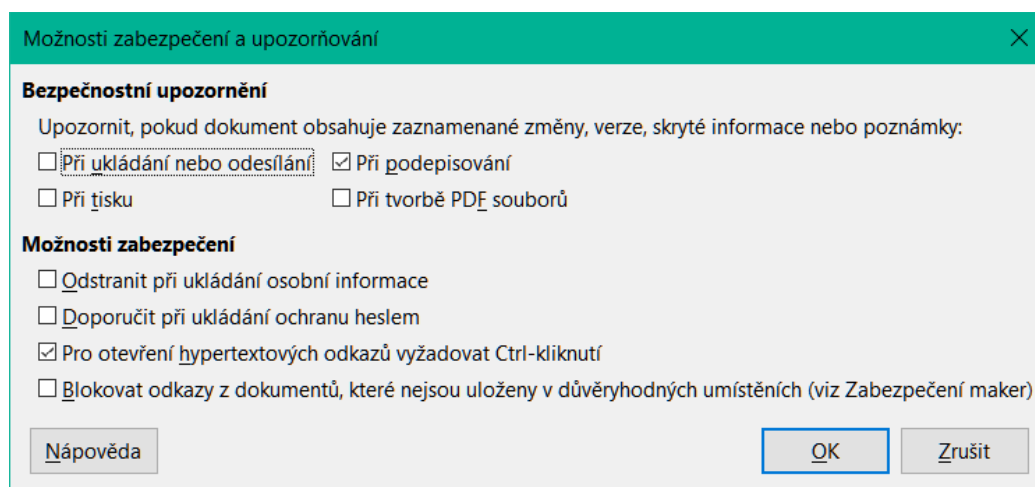 Možnosti zabezpečení a upozorňování
Bezpečnostní upozornění
Upozornit, pokud dokument obsahuje zaznamenané změny, verze, skryté informace nebo poznámky:
Při ukládání nebo odesílání Při podepisování
Při tisku Při tvorbě PDF souborů
Možnosti zabezpečení
Odstranit při ukládání osobní informace
Doporučit při ukládání ochranu heslem
Pro otevření hypertextových odkazů vyžadovat Ctrl-kliknutí
Blokovat odkazy z dokumentů, které nejsou uloženy v důvěryhodných umístěních (viz Zabezpečení maker)
Nápověda OK Zrušit